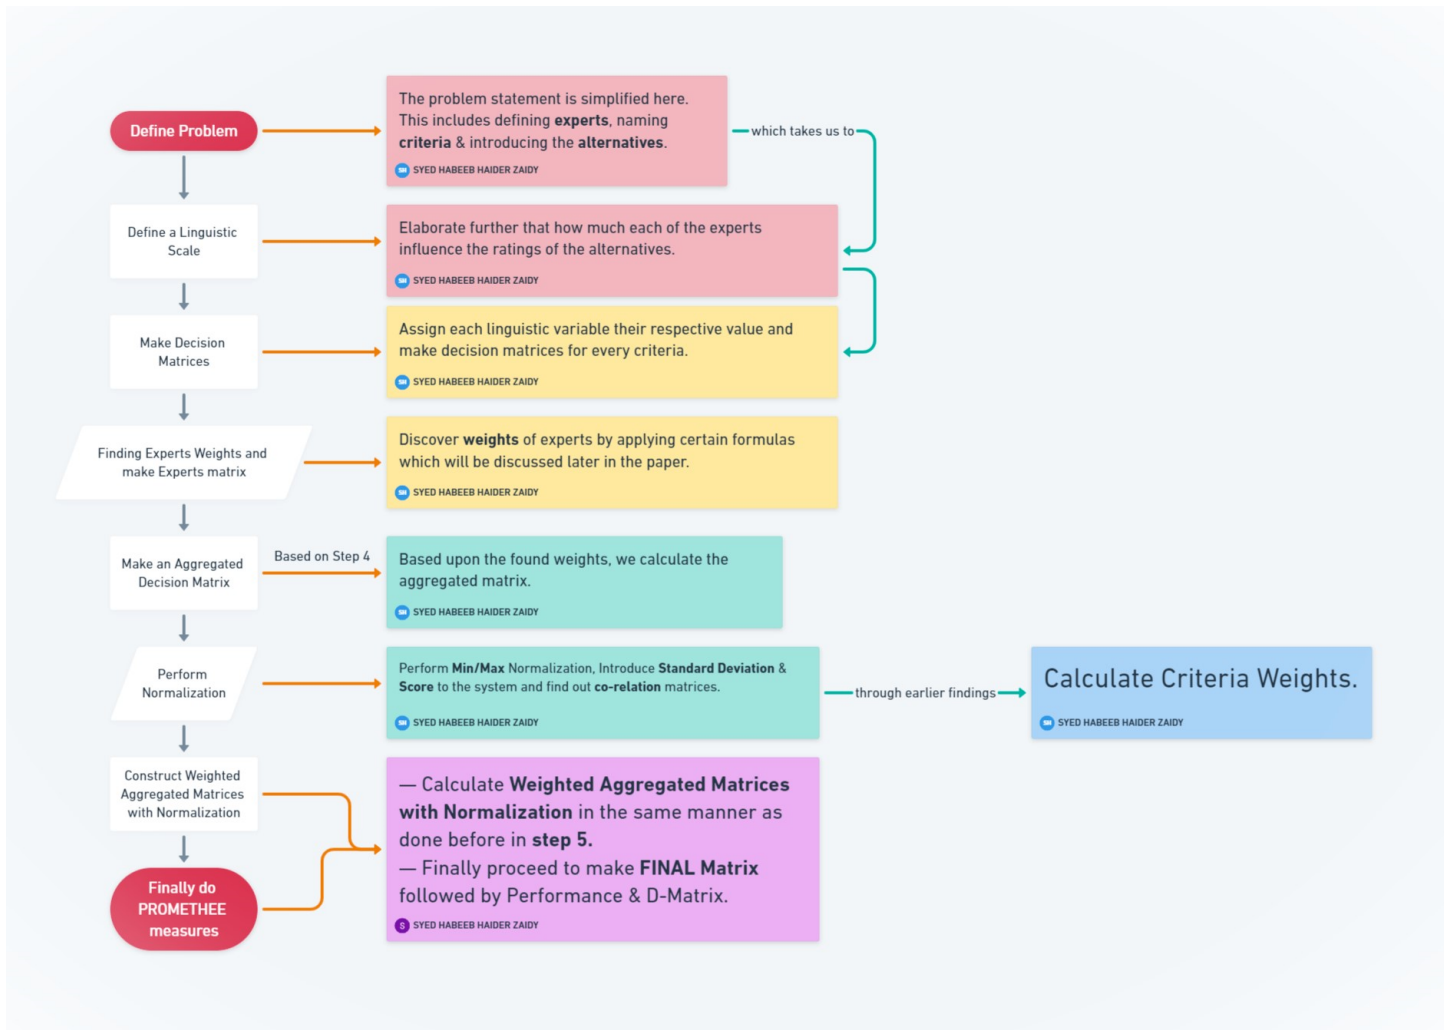 Define Problem
The problem statement is simplified here.
This includes defining experts, naming
criteria & introducing the alternatives.
SH SYED HABEEB HAIDER ZAIDY
which takes us to
Define a Linguistic
Scale
Elaborate further that how much each of the experts
influence the ratings of the alternatives.
SH SYED HABEEB HAIDER ZAIDY
Make Decision
Matrices
Assign each linguistic variable their respective value and
make decision matrices for every criteria.
SH SYED HABEEB HAIDER ZAIDY
Finding Experts Weights and
make Experts matrix
Discover weights of experts by applying certain formulas
which will be discussed later in the paper.
SH SYED HABEEB HAIDER ZAIDY
Make an Aggregated
Decision Matrix
Based on Step 4
Based upon the found weights, we calculate the
aggregated matrix.
SH SYED HABEEB HAIDER ZAIDY
Perform
Normalization
Perform Min/Max Normalization, Introduce Standard Deviation &
Score to the system and find out co-relation matrices.
SH SYED HABEEB HAIDER ZAIDY
through earlier findings
Calculate Criteria Weights.
SH SYED HABEEB HAIDER ZAIDY
Construct Weighted
Aggregated Matrices
with Normalization
— Calculate Weighted Aggregated Matrices
with Normalization in the same manner as
done before in step 5.
— Finally proceed to make FINAL Matrix
followed by Performance & D-Matrix.
S SYED HABEEB HAIDER ZAIDY
Finally do
PROMETHEE
measures